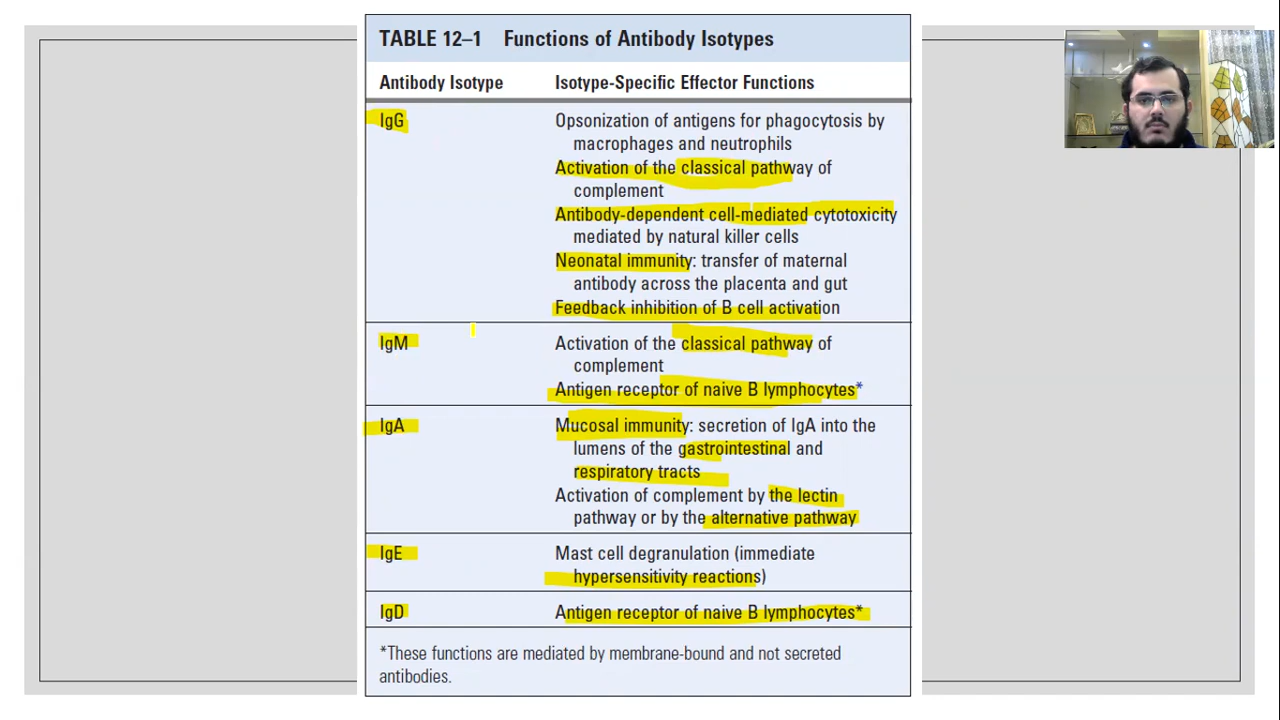 TABLE 12–1 Functions of Antibody Isotypes
Antibody Isotype Isotype-Specific Effector Functions
IgG Opsonization of antigens for phagocytosis by
macrophages and neutrophils
Activation of the classical pathway of
complement
Antibody-dependent cell-mediated cytotoxicity
mediated by natural killer cells
Neonatal immunity: transfer of maternal
antibody across the placenta and gut
Feedback inhibition of B cell activation
IgM Activation of the classical pathway of
complement
Antigen receptor of naive B lymphocytes*
IgA Mucosal immunity: secretion of IgA into the
lumens of the gastrointestinal and
respiratory tracts
Activation of complement by the lectin
pathway or by the alternative pathway
IgE Mast cell degranulation (immediate
hypersensitivity reactions)
IgD Antigen receptor of naive B lymphocytes*
*These functions are mediated by membrane-bound and not secreted
antibodies.